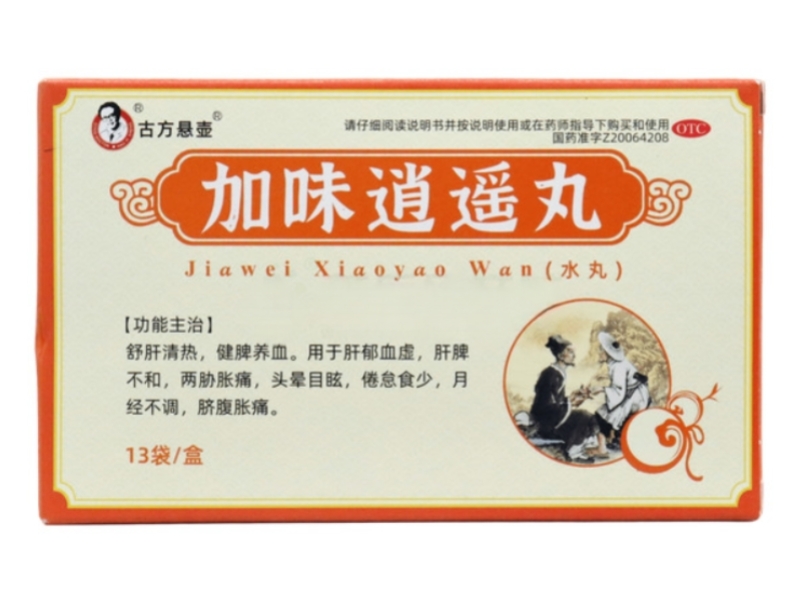 古方悬壶
请仔细阅读说明书并按说明使用或在药师指导下购买和使用
OTC
国药准字Z20064208
加味逍遥丸
Jiawei Xiaoyao Wan(水丸)
【功能主治】
舒肝清热，健脾养血。用于肝郁血虚，肝脾
不和，两胁胀痛，头晕目眩，倦怠食少，月
经不调，脐腹胀痛。
13袋/盒